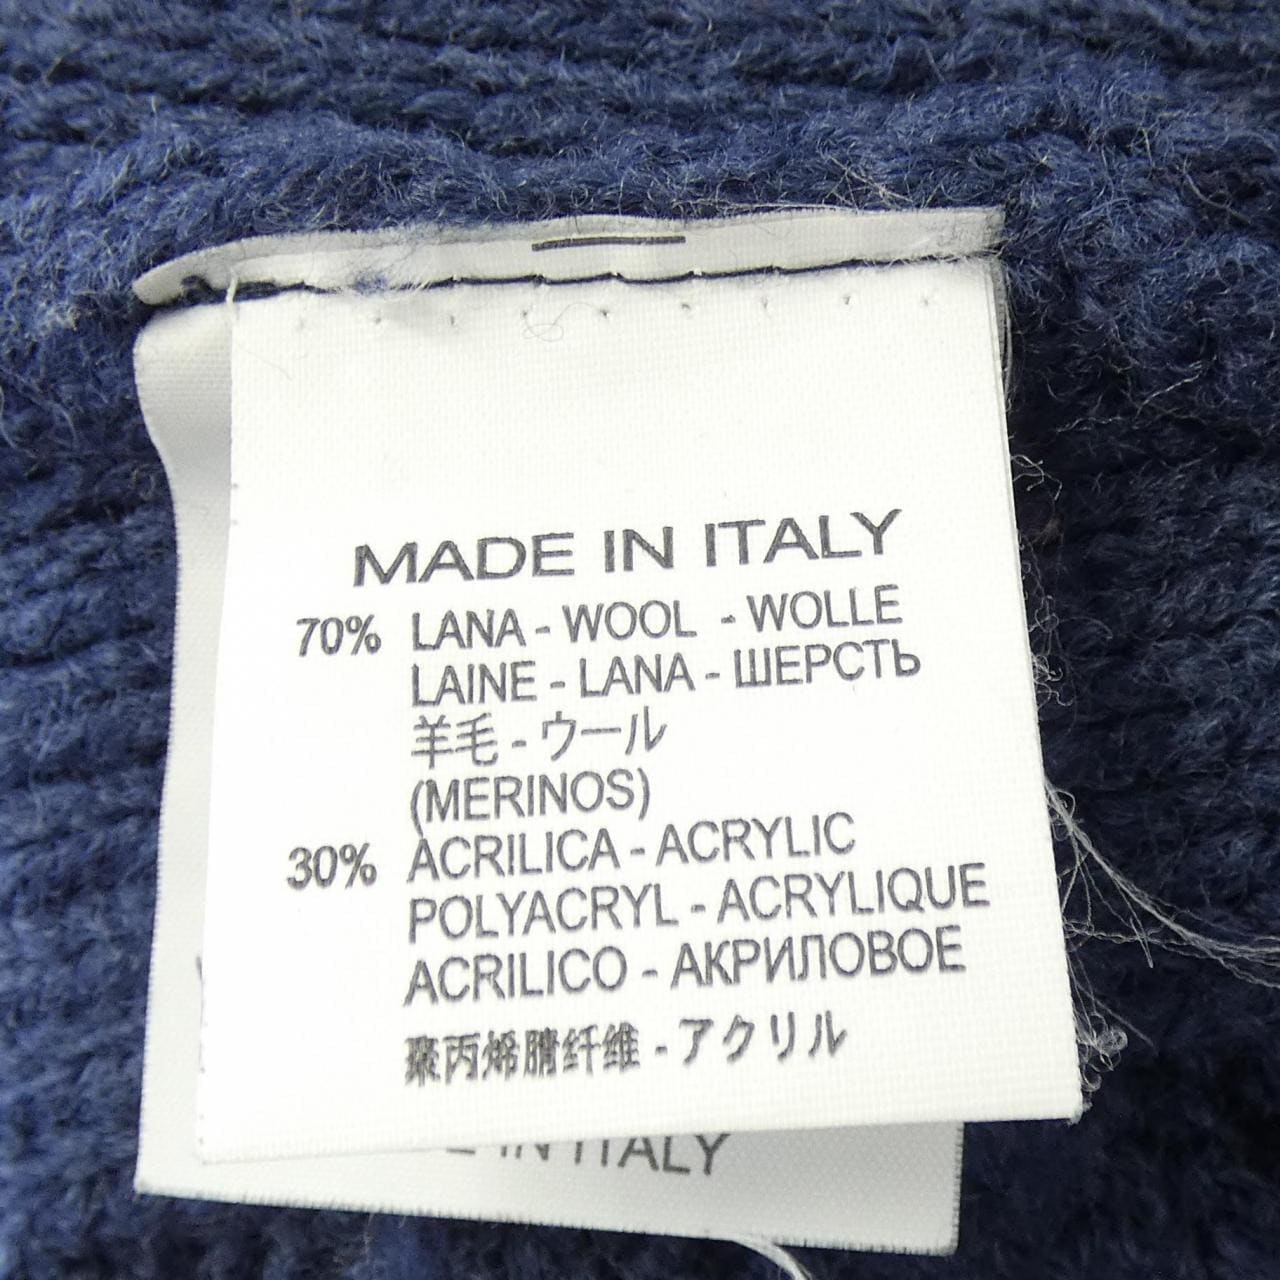 MADE IN ITALY
70% LANA - WOOL - WOLLE
LAINE - LANA - ШЕРСТЬ
羊毛 - ウール
(MERINOS)
30% ACRILICA - ACRYLIC
POLYACRYL - ACRYLIQUE
ACRILICO - АКРИЛОВОЕ
聚丙烯腈纤维 - アクリル
IN ITALY